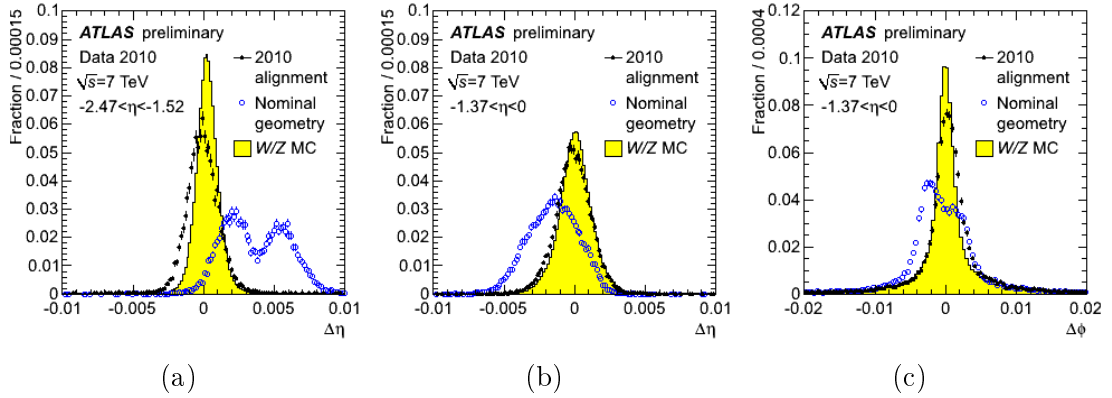 Fraction / 0.00015
0.1
0.09
0.08
0.07
0.06
0.05
0.04
0.03
0.02
0.01
0
ATLAS preliminary
Data 2010
√s=7 TeV
-2.47<η<-1.52
2010
alignment
Nominal
geometry
W/Z MC
-0.01 -0.005 0 0.005 0.01
Δη
(a)
Fraction / 0.00015
0.1
0.09
0.08
0.07
0.06
0.05
0.04
0.03
0.02
0.01
0
ATLAS preliminary
Data 2010
√s=7 TeV
-1.37<η<0
2010
alignment
Nominal
geometry
W/Z MC
-0.01 -0.005 0 0.005 0.01
Δη
(b)
Fraction / 0.0004
0.12
0.1
0.08
0.06
0.04
0.02
0
ATLAS preliminary
Data 2010
√s=7 TeV
-1.37<η<0
2010
alignment
Nominal
geometry
W/Z MC
-0.02 -0.01 0 0.01 0.02
Δϕ
(c)